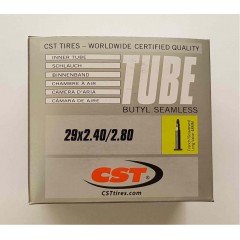 CST TIRES – WORLDWIDE CERTIFIED QUALITY
INNER TUBE
SCHLAUCH
BINNENBAND
CHAMBRE À AIR
CAMERA D'ARIA
CÁMARA DE AIRE
TUBE
BUTYL SEAMLESS
29x2.40/2.80
CST
CSTtires.com